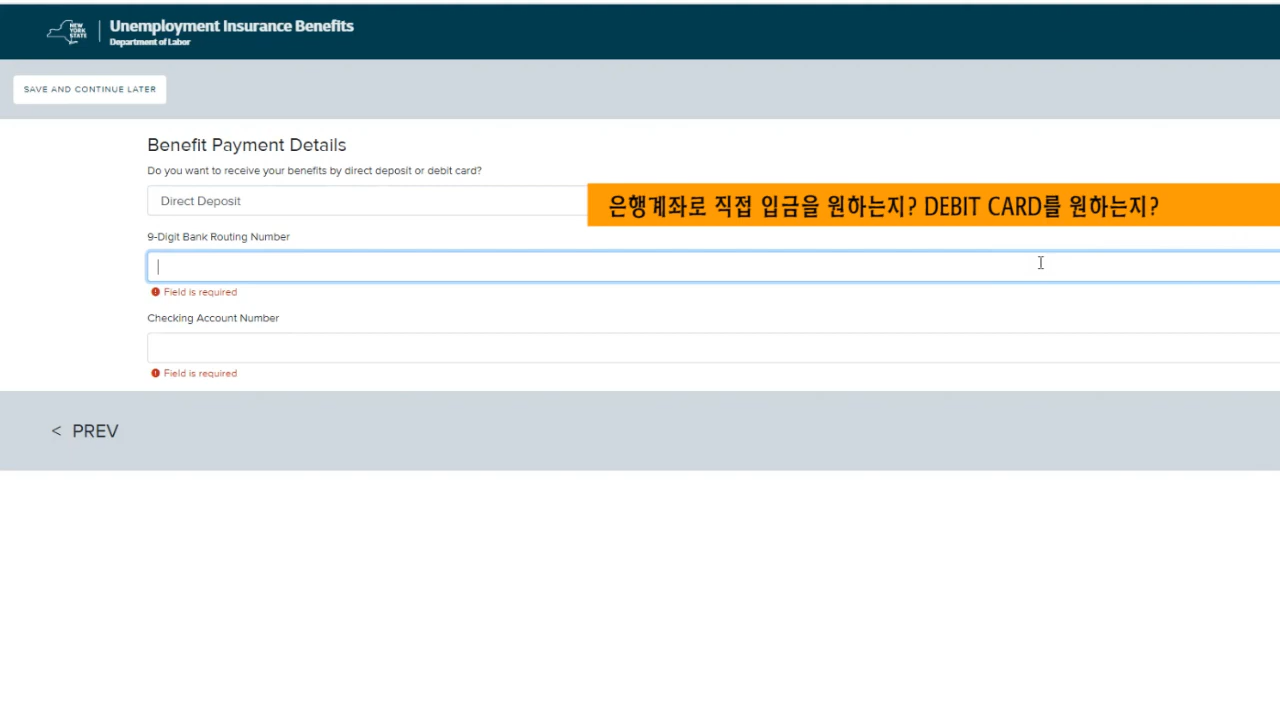 NEW YORK STATE
Unemployment Insurance Benefits
Department of Labor
SAVE AND CONTINUE LATER
Benefit Payment Details
Do you want to receive your benefits by direct deposit or debit card?
Direct Deposit
은행계좌로 직접 입금을 원하는지? DEBIT CARD를 원하는지?
9-Digit Bank Routing Number
Field is required
Checking Account Number
Field is required
< PREV